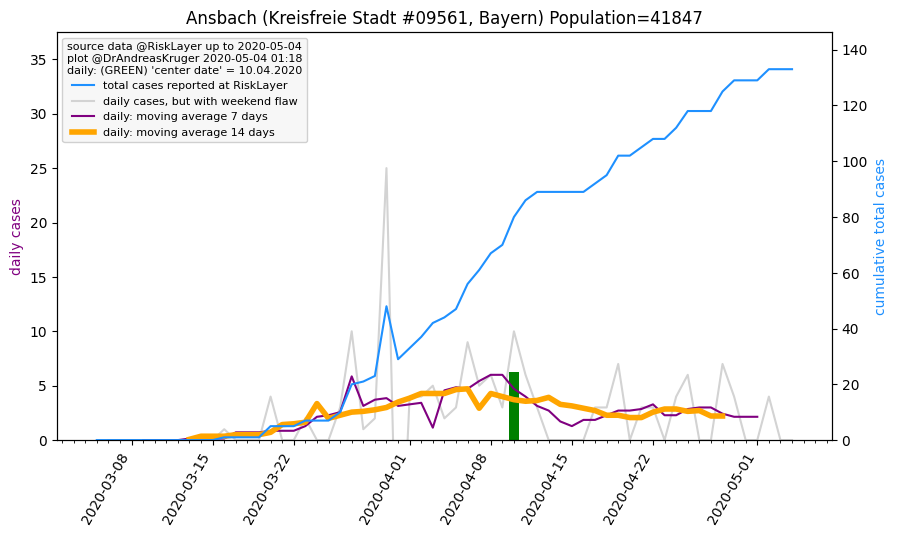 Ansbach (Kreisfreie Stadt #09561, Bayern) Population=41847
source data @RiskLayer up to 2020-05-04
plot @DrAndreasKruger 2020-05-04 01:18
daily: (GREEN) 'center date' = 10.04.2020
total cases reported at RiskLayer
daily cases, but with weekend flaw
daily: moving average 7 days
daily: moving average 14 days
daily cases
35
30
25
20
15
10
5
0
cumulative total cases
140
120
100
80
60
40
20
0
2020-03-08
2020-03-15
2020-03-22
2020-04-01
2020-04-08
2020-04-15
2020-04-22
2020-05-01